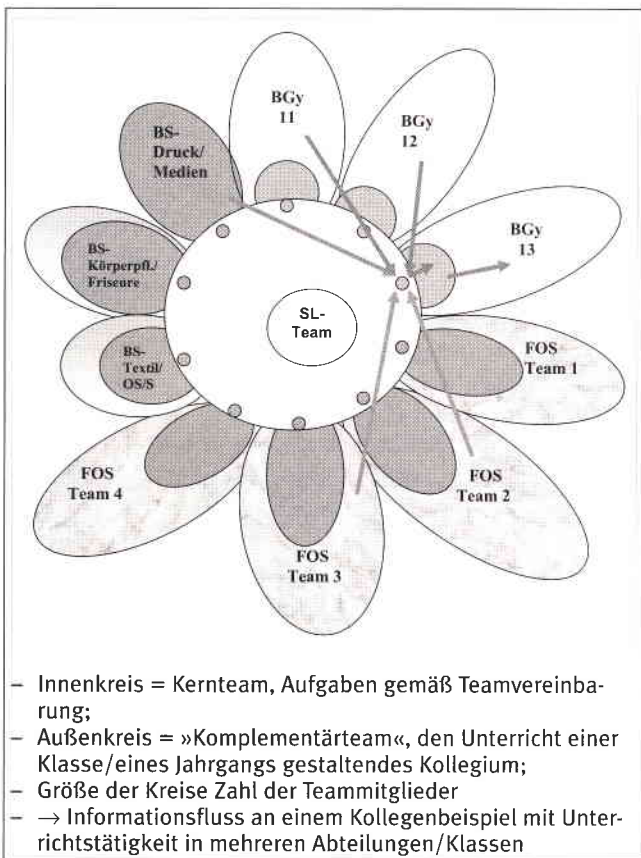 BGy
11
BGy
12
BGy
13
BS-
Druck/
Medien
BS-
Körperpfl./
Friseure
BS-
Textil/
OS/S
SL-
Team
FOS
Team 1
FOS
Team 2
FOS
Team 3
FOS
Team 4
– Innenkreis = Kernteam, Aufgaben gemäß Teamvereinba-
rung;
– Außenkreis = »Komplementärteam«, den Unterricht einer
Klasse/eines Jahrgangs gestaltendes Kollegium;
– Größe der Kreise Zahl der Teammitglieder
– → Informationsfluss an einem Kollegenbeispiel mit Unter-
richtstätigkeit in mehreren Abteilungen/Klassen